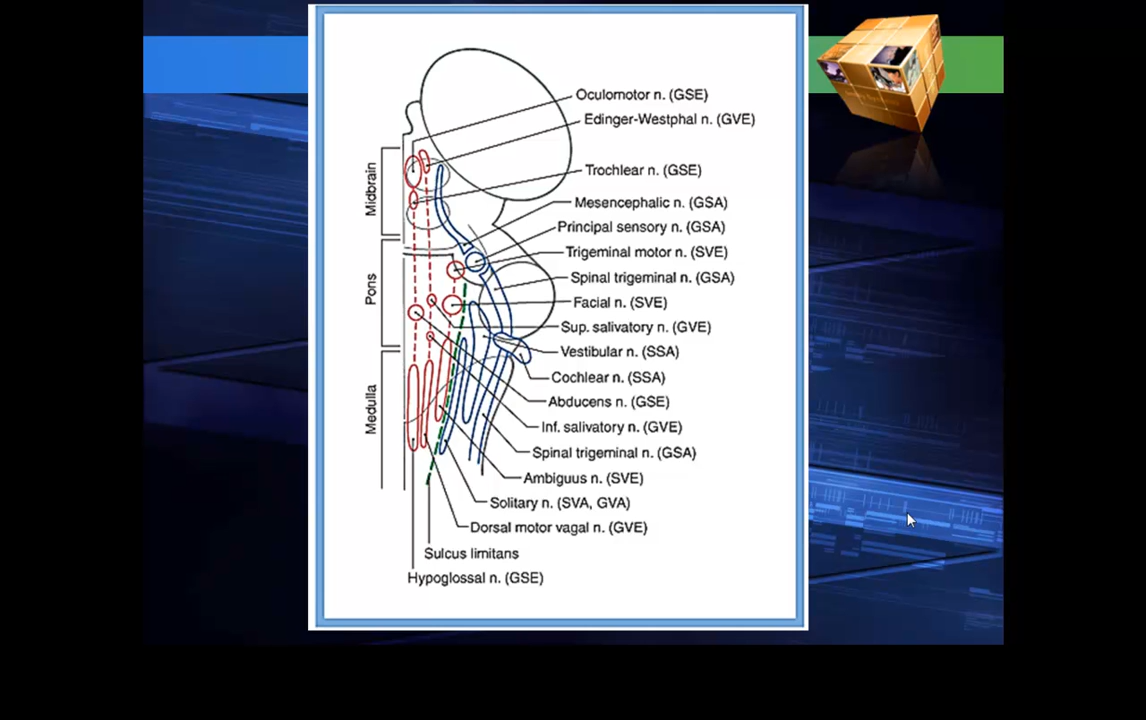 Oculomotor n. (GSE)
Edinger-Westphal n. (GVE)
Trochlear n. (GSE)
Mesencephalic n. (GSA)
Principal sensory n. (GSA)
Trigeminal motor n. (SVE)
Spinal trigeminal n. (GSA)
Facial n. (SVE)
Sup. salivatory n. (GVE)
Vestibular n. (SSA)
Cochlear n. (SSA)
Abducens n. (GSE)
Inf. salivatory n. (GVE)
Spinal trigeminal n. (GSA)
Ambiguus n. (SVE)
Solitary n. (SVA, GVA)
Dorsal motor vagal n. (GVE)
Sulcus limitans
Hypoglossal n. (GSE)
Midbrain
Pons
Medulla